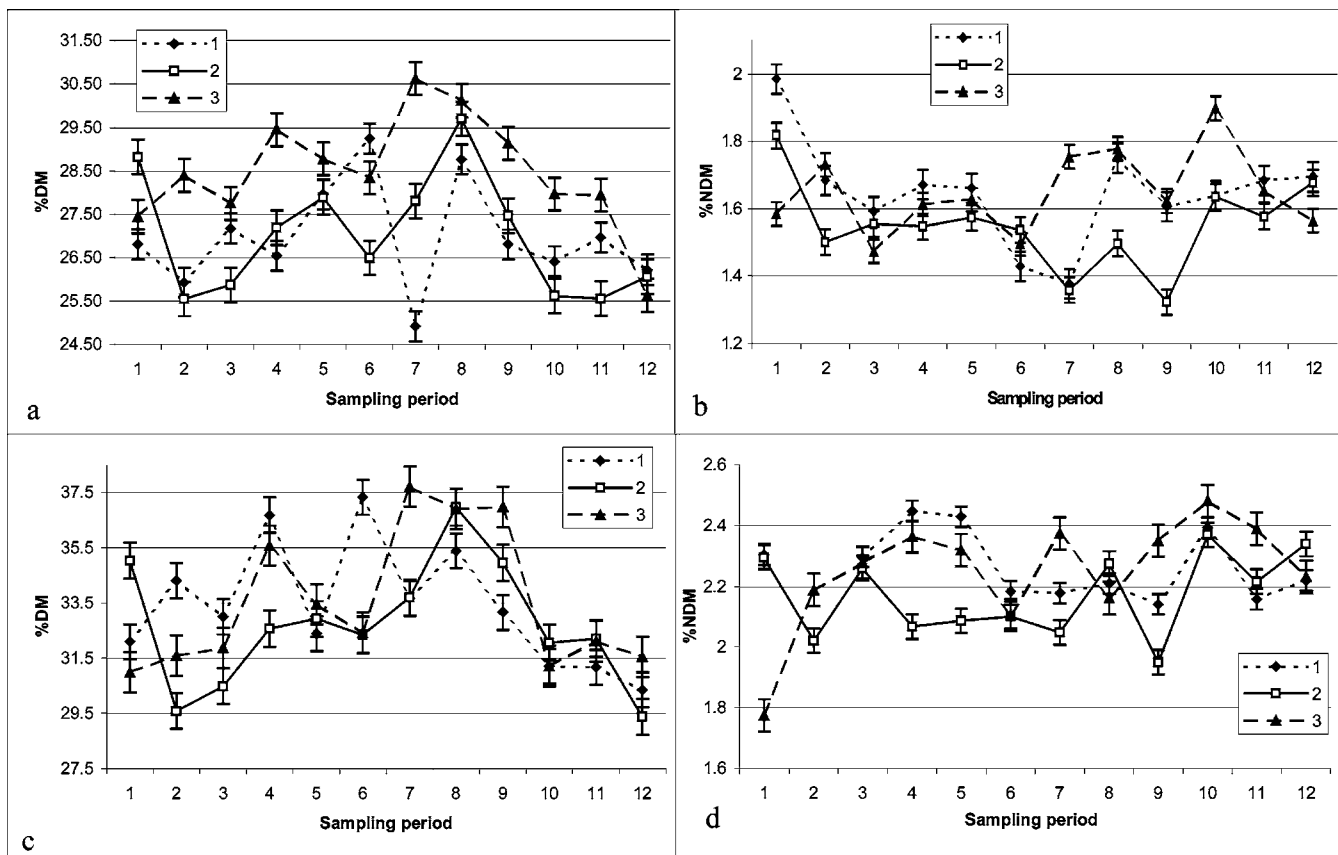 31.50
30.50
29.50
28.50
27.50
26.50
25.50
24.50
%DM
1
2
3
1 2 3 4 5 6 7 8 9 10 11 12
Sampling period
a
2
1.8
1.6
1.4
1.2
%NDM
1
2
3
1 2 3 4 5 6 7 8 9 10 11 12
Sampling period
b
37.5
35.5
33.5
31.5
29.5
27.5
%DM
1
2
3
1 2 3 4 5 6 7 8 9 10 11 12
Sampling period
c
2.6
2.4
2.2
2
1.8
1.6
%NDM
1
2
3
1 2 3 4 5 6 7 8 9 10 11 12
Sampling period
d